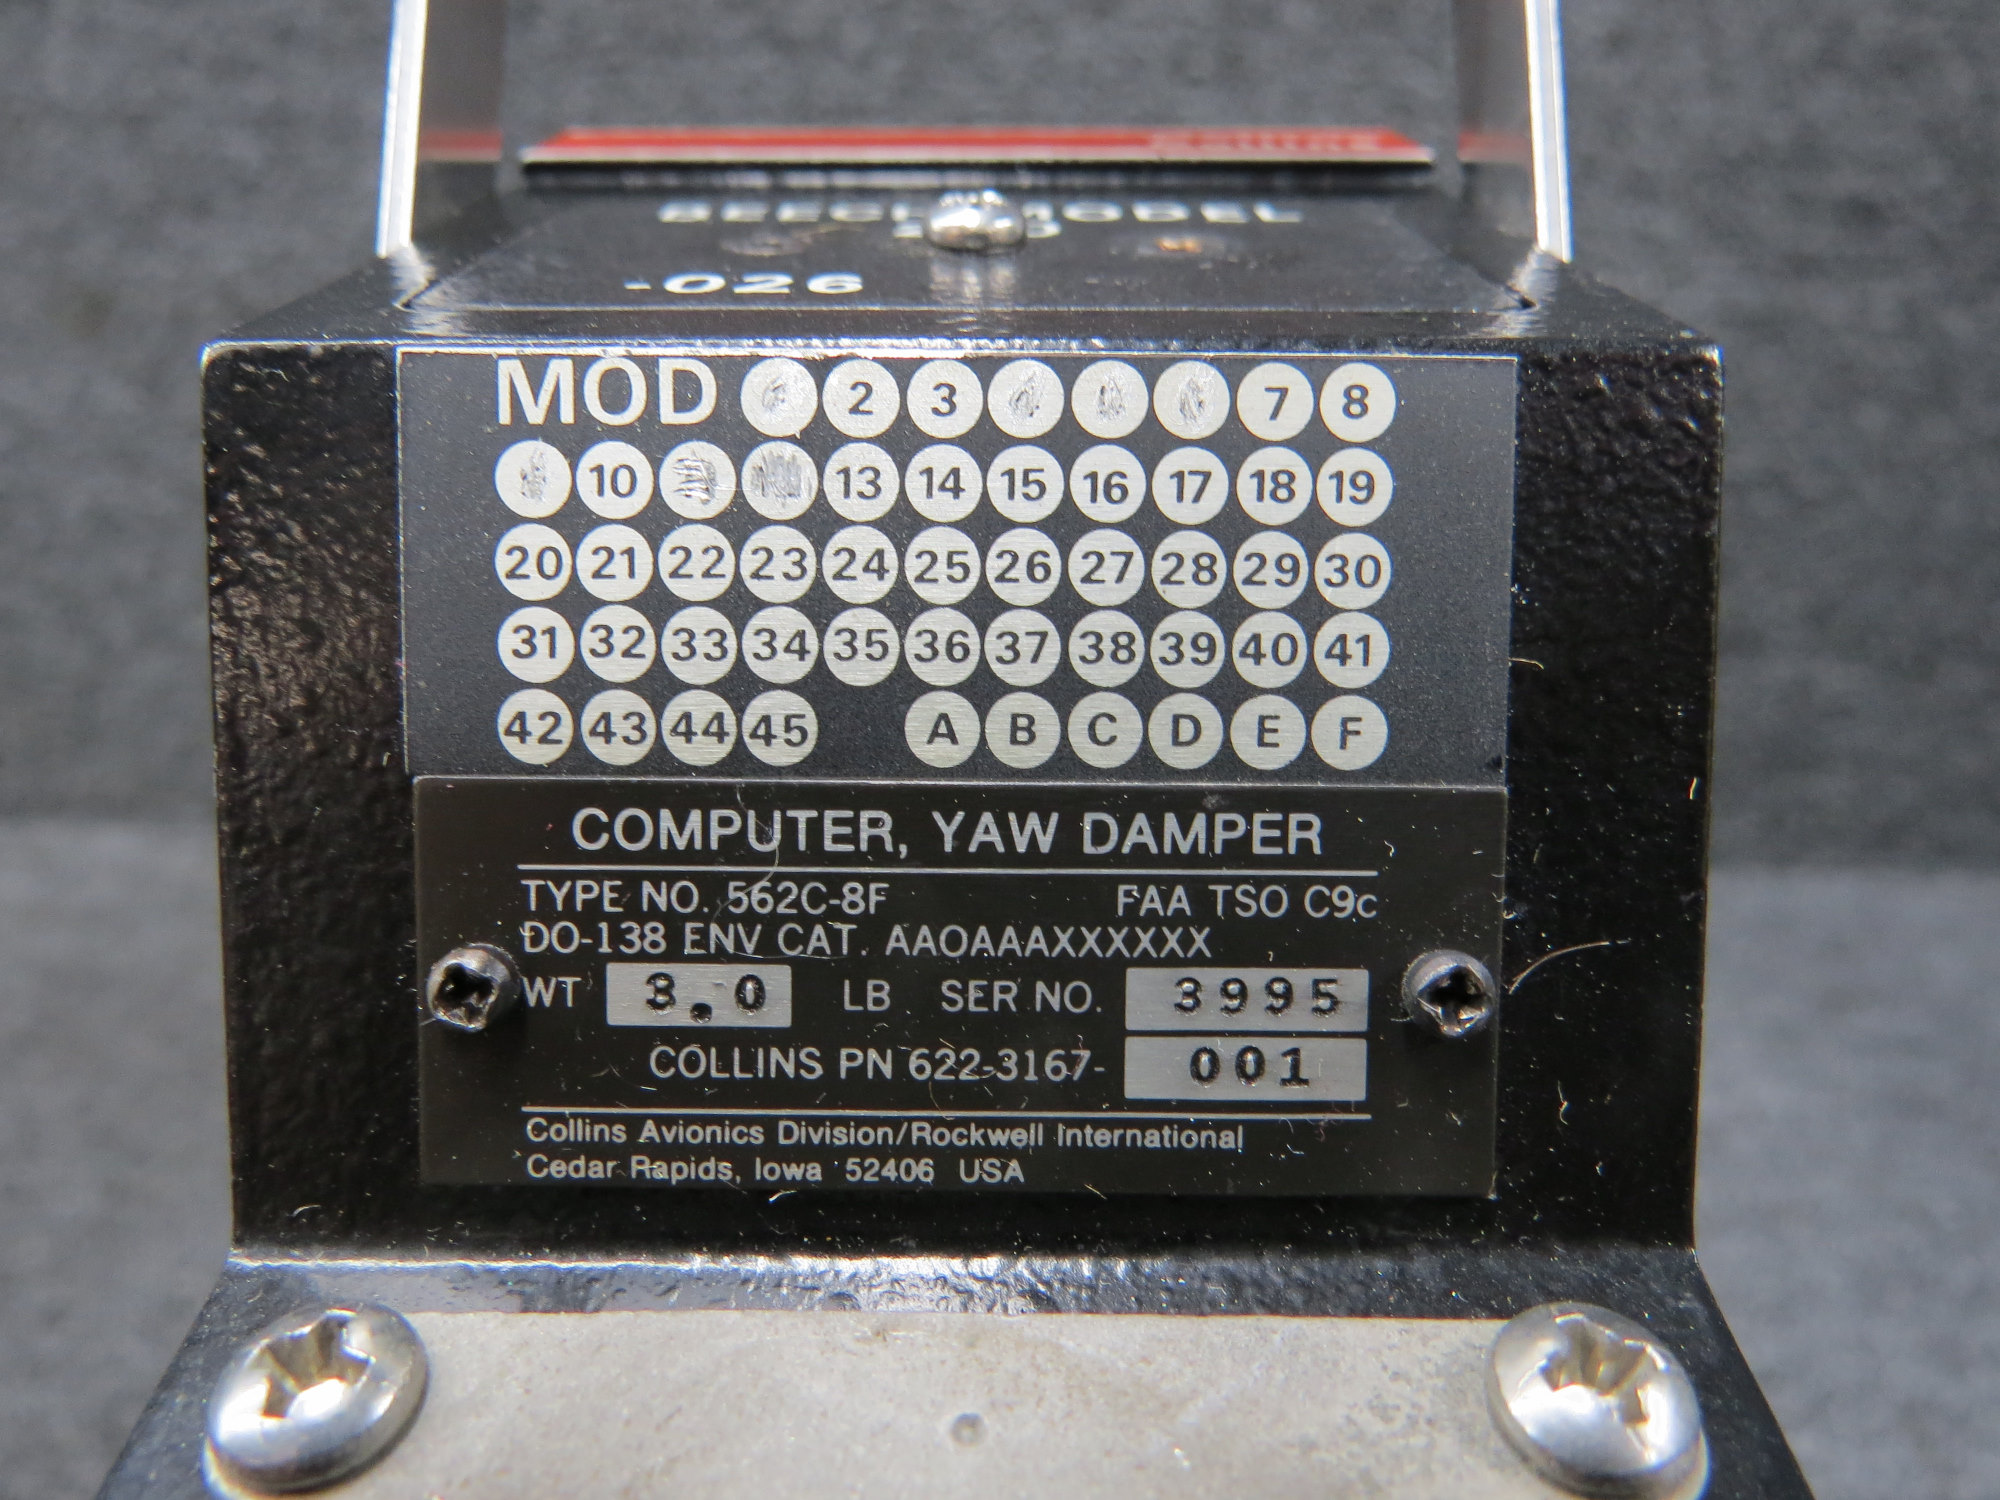 MODEL
-026
MOD 2 3 7 8
10 13 14 15 16 17 18 19
20 21 22 23 24 25 26 27 28 29 30
31 32 33 34 35 36 37 38 39 40 41
42 43 44 45 A B C D E F
COMPUTER, YAW DAMPER
TYPE NO. 562C-8F FAA TSO C9c
DO-138 ENV CAT. AAOAAAXXXXXX
WT 3.0 LB SER NO. 3995
COLLINS PN 622-3167- 001
Collins Avionics Division/Rockwell International
Cedar Rapids, Iowa 52406 USA